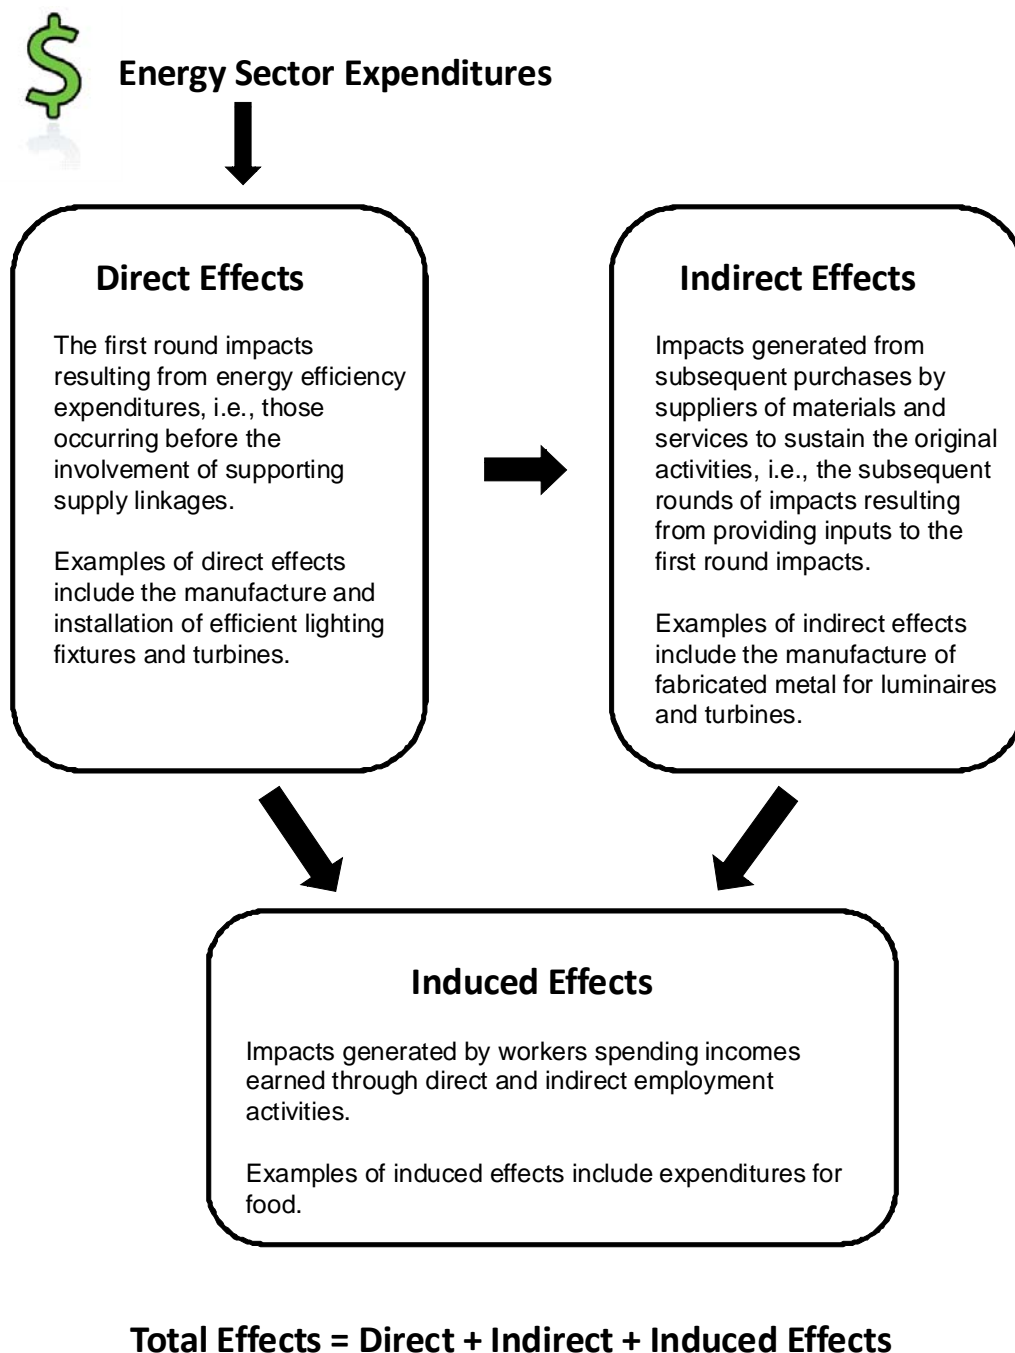 $
Energy Sector Expenditures
Direct Effects
The first round impacts
resulting from energy efficiency
expenditures, i.e., those
occurring before the
involvement of supporting
supply linkages.
Examples of direct effects
include the manufacture and
installation of efficient lighting
fixtures and turbines.
Indirect Effects
Impacts generated from
subsequent purchases by
suppliers of materials and
services to sustain the original
activities, i.e., the subsequent
rounds of impacts resulting
from providing inputs to the
first round impacts.
Examples of indirect effects
include the manufacture of
fabricated metal for luminaires
and turbines.
Induced Effects
Impacts generated by workers spending incomes
earned through direct and indirect employment
activities.
Examples of induced effects include expenditures for
food.
Total Effects = Direct + Indirect + Induced Effects